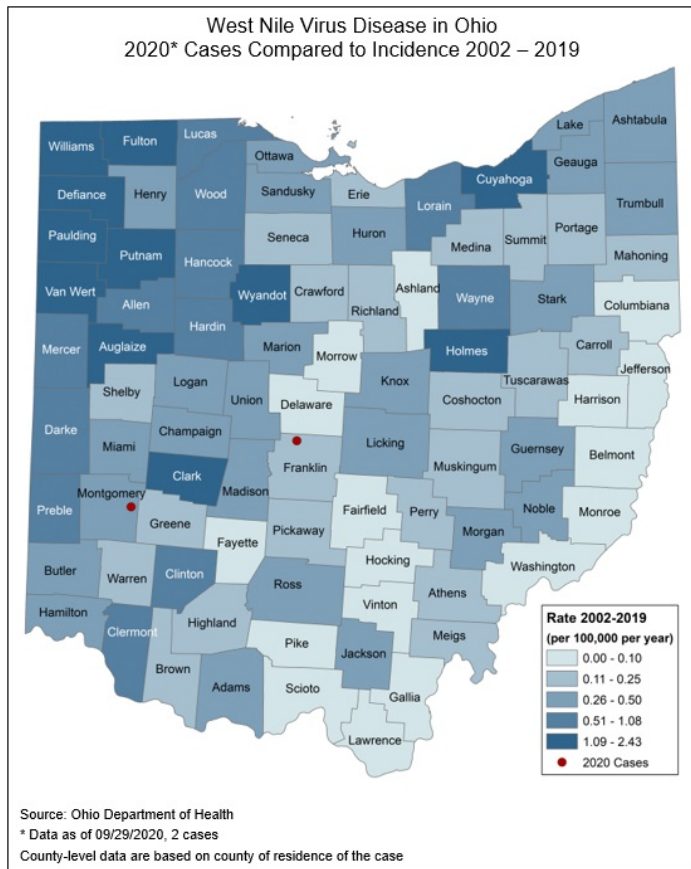 West Nile Virus Disease in Ohio
2020* Cases Compared to Incidence 2002 – 2019
Lucas
Lake
Ashtabula
Williams
Fulton
Ottawa
Geauga
Cuyahoga
Defiance
Henry
Wood
Sandusky
Erie
Lorain
Trumbull
Paulding
Seneca
Huron
Medina
Summit
Portage
Putnam
Hancock
Mahoning
Van Wert
Wyandot
Crawford
Richland
Ashland
Wayne
Stark
Columbiana
Allen
Hardin
Mercer
Auglaize
Marion
Morrow
Holmes
Carroll
Jefferson
Shelby
Logan
Union
Knox
Tuscarawas
Harrison
Delaware
Coshocton
Darke
Champaign
Miami
Licking
Guernsey
Belmont
Franklin
Muskingum
Clark
Madison
Montgomery
Preble
Greene
Pickaway
Fairfield
Perry
Noble
Monroe
Morgan
Fayette
Butler
Warren
Clinton
Hocking
Washington
Ross
Athens
Hamilton
Vinton
Clermont
Highland
Meigs
Pike
Jackson
Brown
Adams
Scioto
Gallia
Lawrence
Rate 2002-2019
(per 100,000 per year)
0.00 - 0.10
0.11 - 0.25
0.26 - 0.50
0.51 - 1.08
1.09 - 2.43
2020 Cases
Source: Ohio Department of Health
* Data as of 09/29/2020, 2 cases
County-level data are based on county of residence of the case